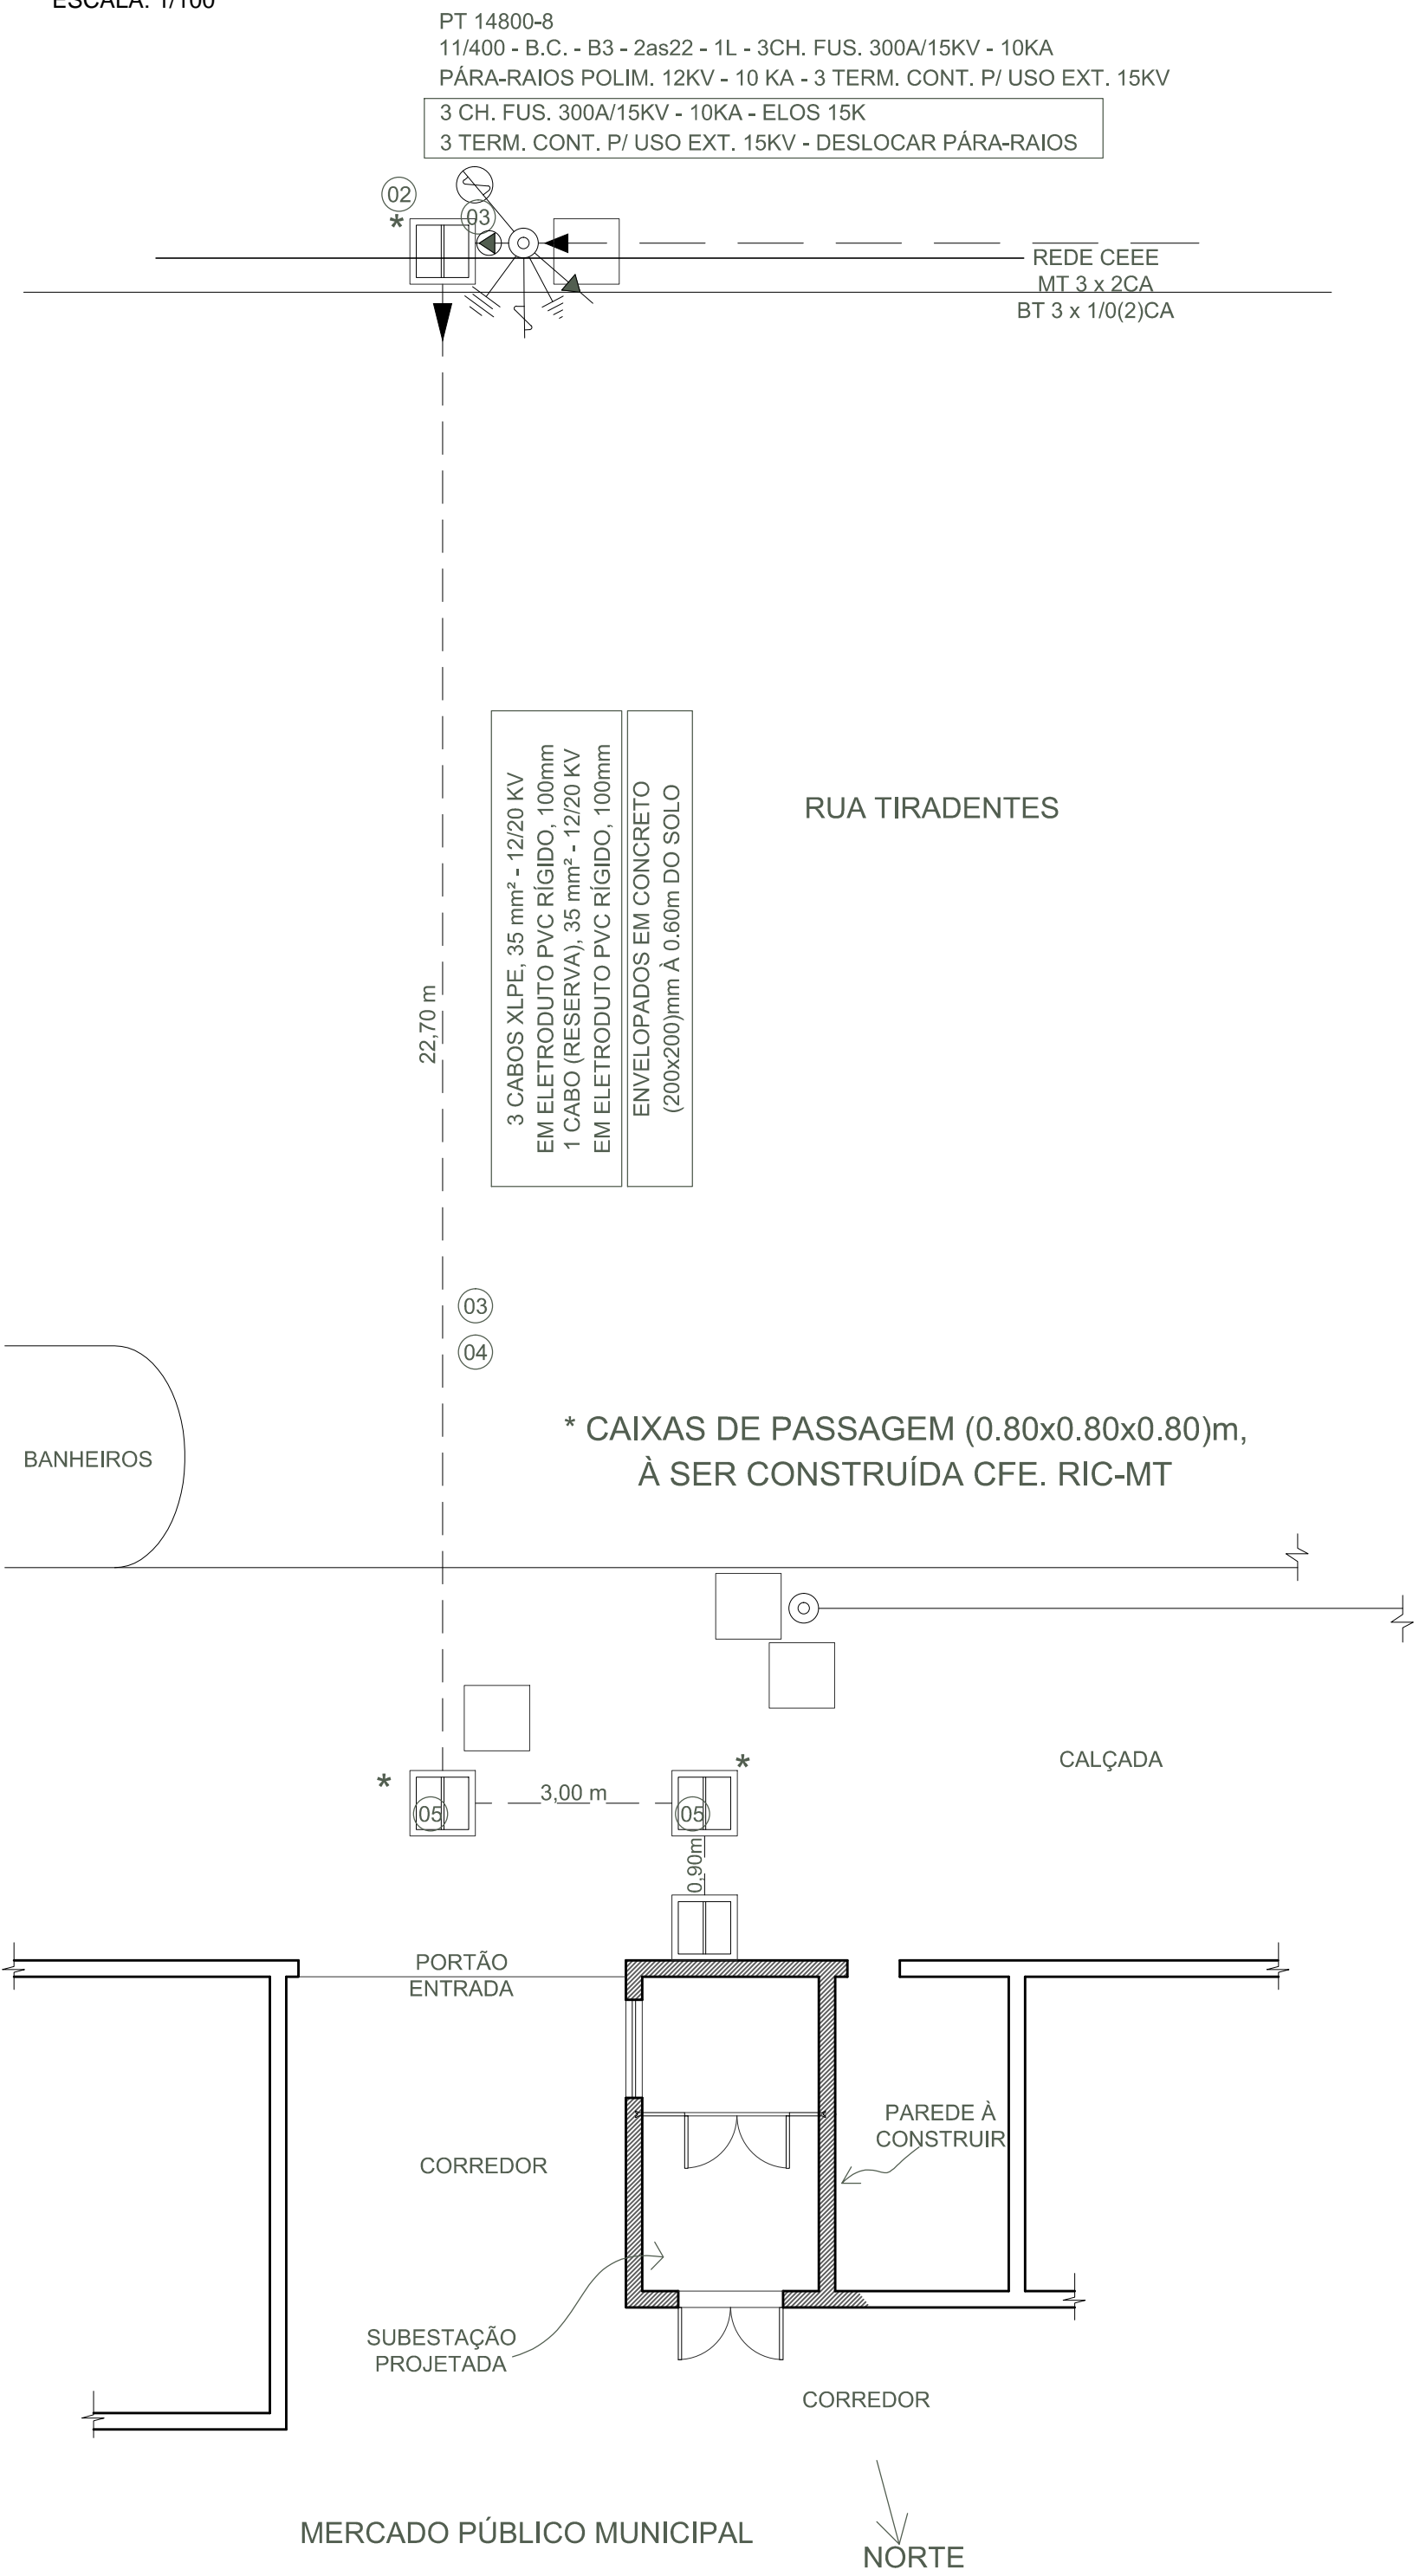 ESCALA: 1/100
PT 14800-8
11/400 - B.C. - B3 - 2as22 - 1L - 3CH. FUS. 300A/15KV - 10KA
PÁRA-RAIOS POLIM. 12KV - 10 KA - 3 TERM. CONT. P/ USO EXT. 15KV
3 CH. FUS. 300A/15KV - 10KA - ELOS 15K
3 TERM. CONT. P/ USO EXT. 15KV - DESLOCAR PÁRA-RAIOS
02
*
03
REDE CEEE
MT 3 x 2CA
BT 3 x 1/0(2)CA
22,70 m
3 CABOS XLPE, 35 mm² - 12/20 KV
EM ELETRODUTO PVC RÍGIDO, 100mm
1 CABO (RESERVA), 35 mm² - 12/20 KV
EM ELETRODUTO PVC RÍGIDO, 100mm
ENVELOPADOS EM CONCRETO
(200x200)mm À 0.60m DO SOLO
RUA TIRADENTES
03
04
BANHEIROS
* CAIXAS DE PASSAGEM (0.80x0.80x0.80)m,
À SER CONSTRUÍDA CFE. RIC-MT
CALÇADA
*
*
05
3,00 m
05
0,90m
PORTÃO
ENTRADA
PAREDE À
CONSTRUIR
CORREDOR
SUBESTAÇÃO
PROJETADA
CORREDOR
MERCADO PÚBLICO MUNICIPAL
NORTE